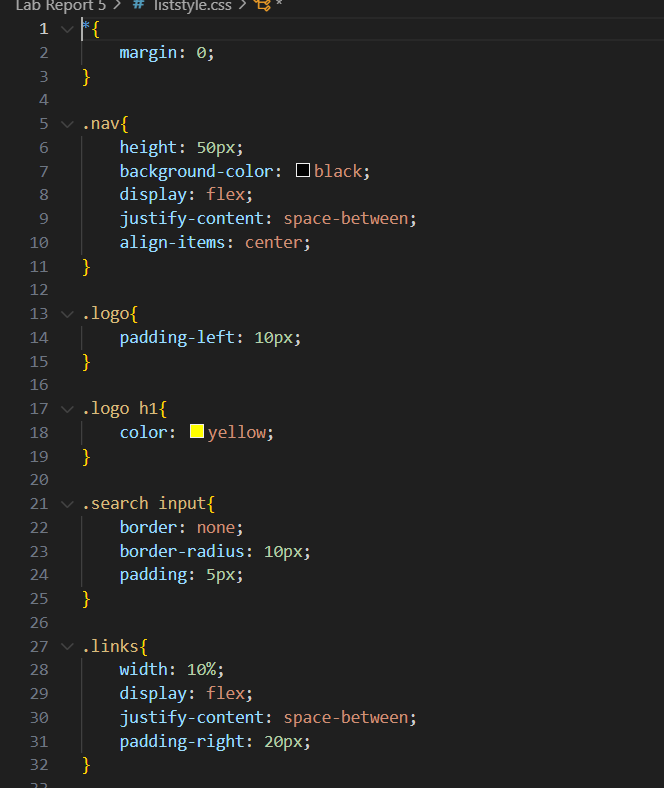 Lab Report 5 > # liststyle.css > *
1 *{
2 margin: 0;
3 }
4
5 .nav{
6 height: 50px;
7 background-color: black;
8 display: flex;
9 justify-content: space-between;
10 align-items: center;
11 }
12
13 .logo{
14 padding-left: 10px;
15 }
16
17 .logo h1{
18 color: yellow;
19 }
20
21 .search input{
22 border: none;
23 border-radius: 10px;
24 padding: 5px;
25 }
26
27 .links{
28 width: 10%;
29 display: flex;
30 justify-content: space-between;
31 padding-right: 20px;
32 }
33